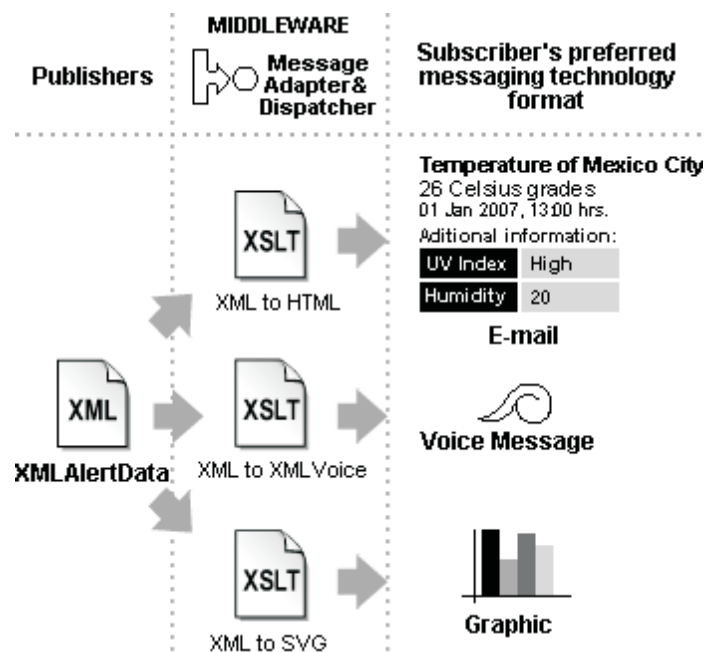 Publishers
MIDDLEWARE
Message
Adapter&
Dispatcher
Subscriber's preferred
messaging technology
format
XML
XMLAlertData
XSLT
XML to HTML
XSLT
XML to XMLVoice
XSLT
XML to SVG
Temperature of Mexico City
26 Celsius grades
01 Jan 2007, 13:00 hrs.
Aditional information:
UV Index High
Humidity 20
E-mail
Voice Message
Graphic